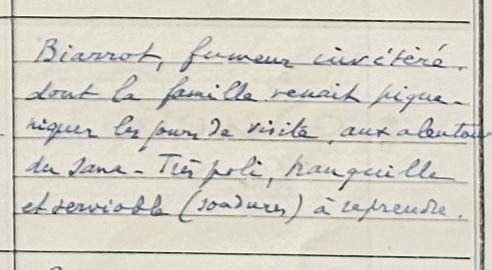 Biarrot, fumeur invétéré.
dont la famille venait pique-
niquer les jours de visite, aux alentour
du sana - Très poli, tranquille
et serviable (soudures) à reprendre.